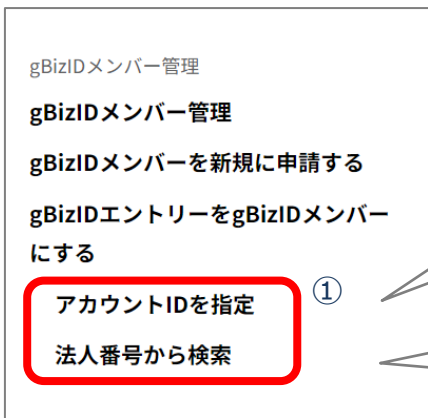 gBizIDメンバー管理
gBizIDメンバー管理
gBizIDメンバーを新規に申請する
gBizIDエントリーをgBizIDメンバー
にする
アカウントIDを指定
①
法人番号から検索